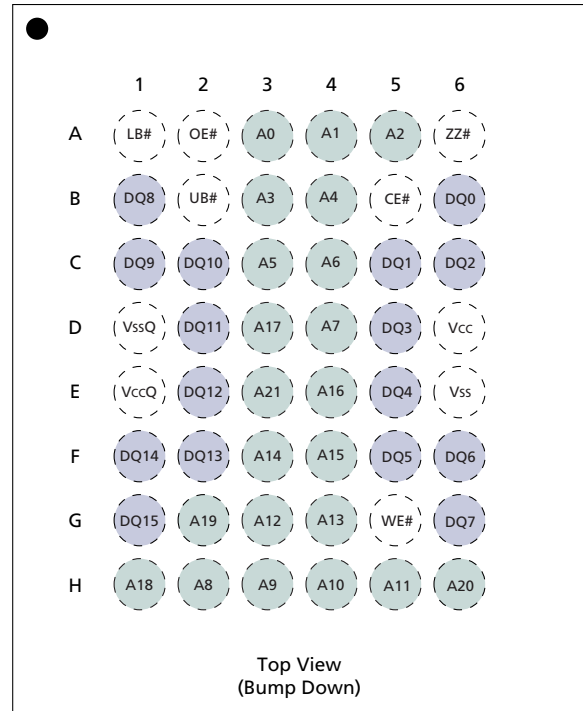 1 2 3 4 5 6
A LB# OE# A0 A1 A2 ZZ#
B DQ8 UB# A3 A4 CE# DQ0
C DQ9 DQ10 A5 A6 DQ1 DQ2
D VssQ DQ11 A17 A7 DQ3 Vcc
E VccQ DQ12 A21 A16 DQ4 Vss
F DQ14 DQ13 A14 A15 DQ5 DQ6
G DQ15 A19 A12 A13 WE# DQ7
H A18 A8 A9 A10 A11 A20
Top View
(Bump Down)